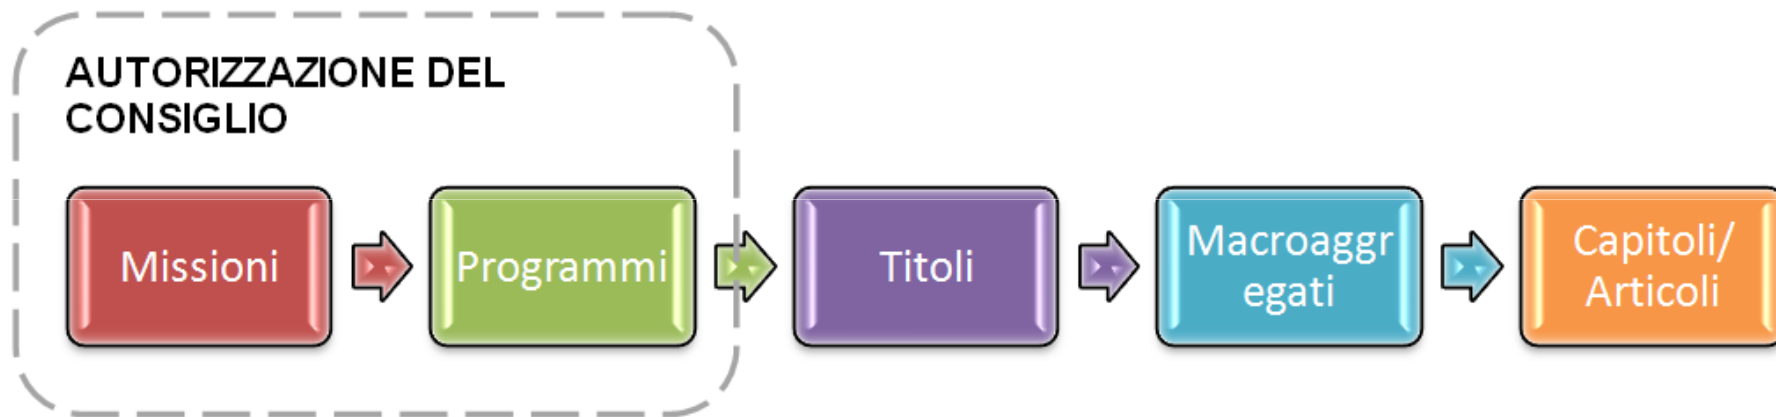 AUTORIZZAZIONE DEL
CONSIGLIO
Missioni
Programmi
Titoli
Macroaggr
egati
Capitoli/
Articoli